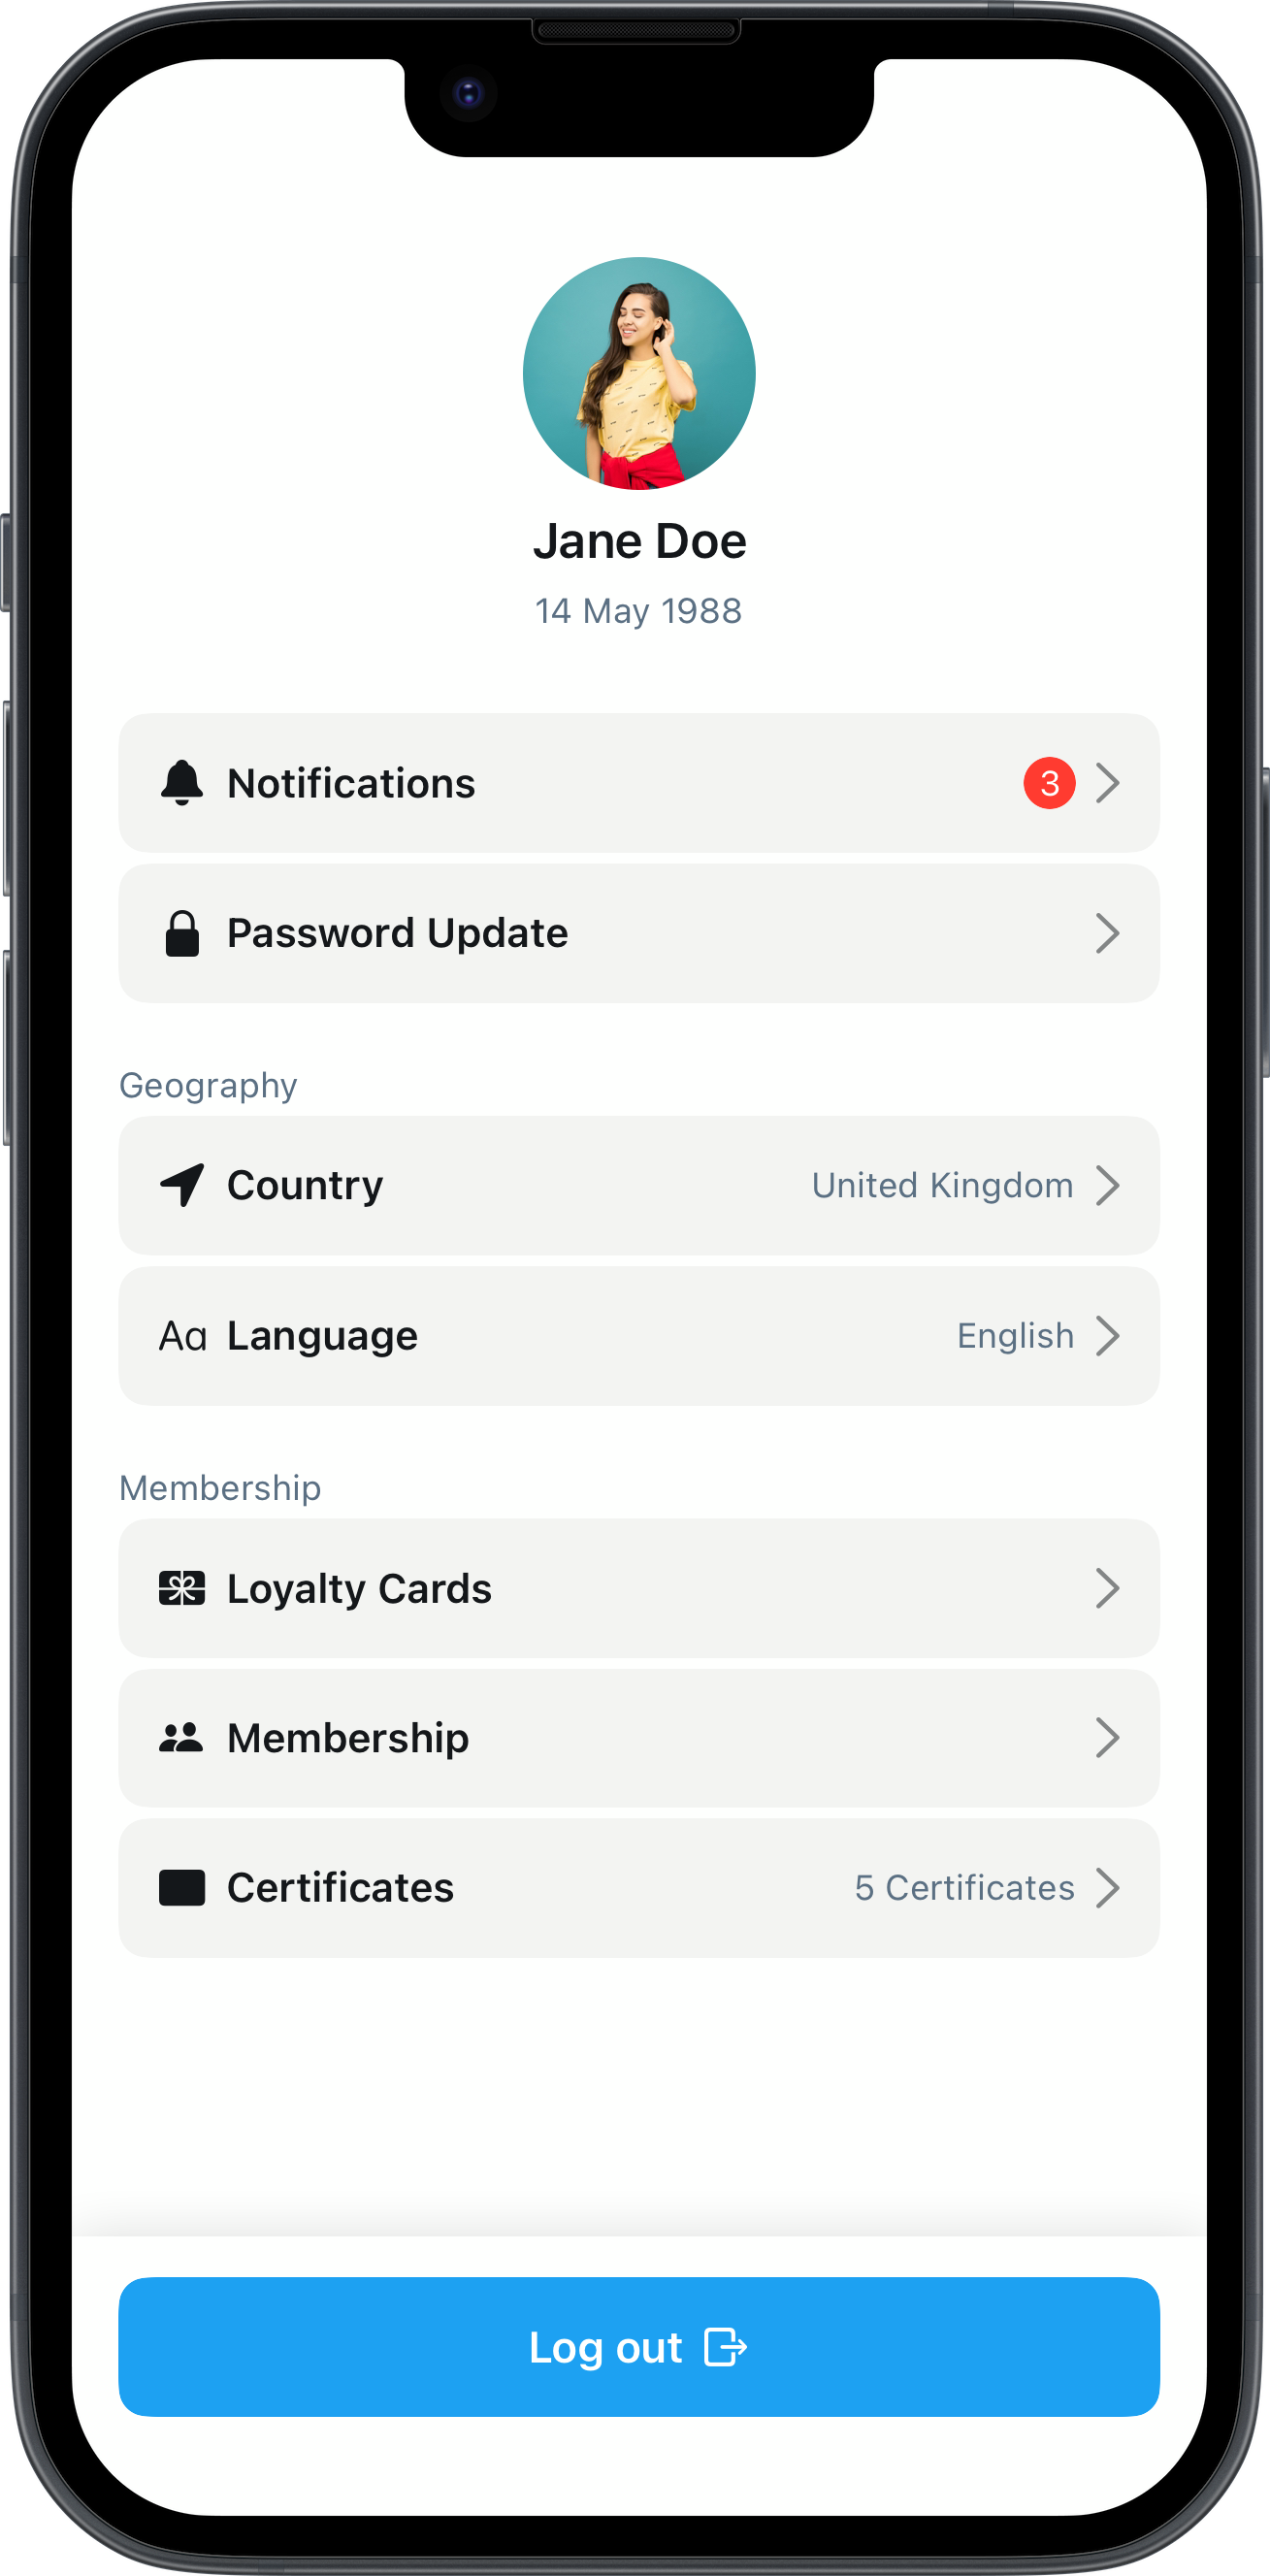 Jane Doe
14 May 1988
Notifications 3
Password Update
Geography
Country United Kingdom
Aa Language English
Membership
Loyalty Cards
Membership
Certificates 5 Certificates
Log out